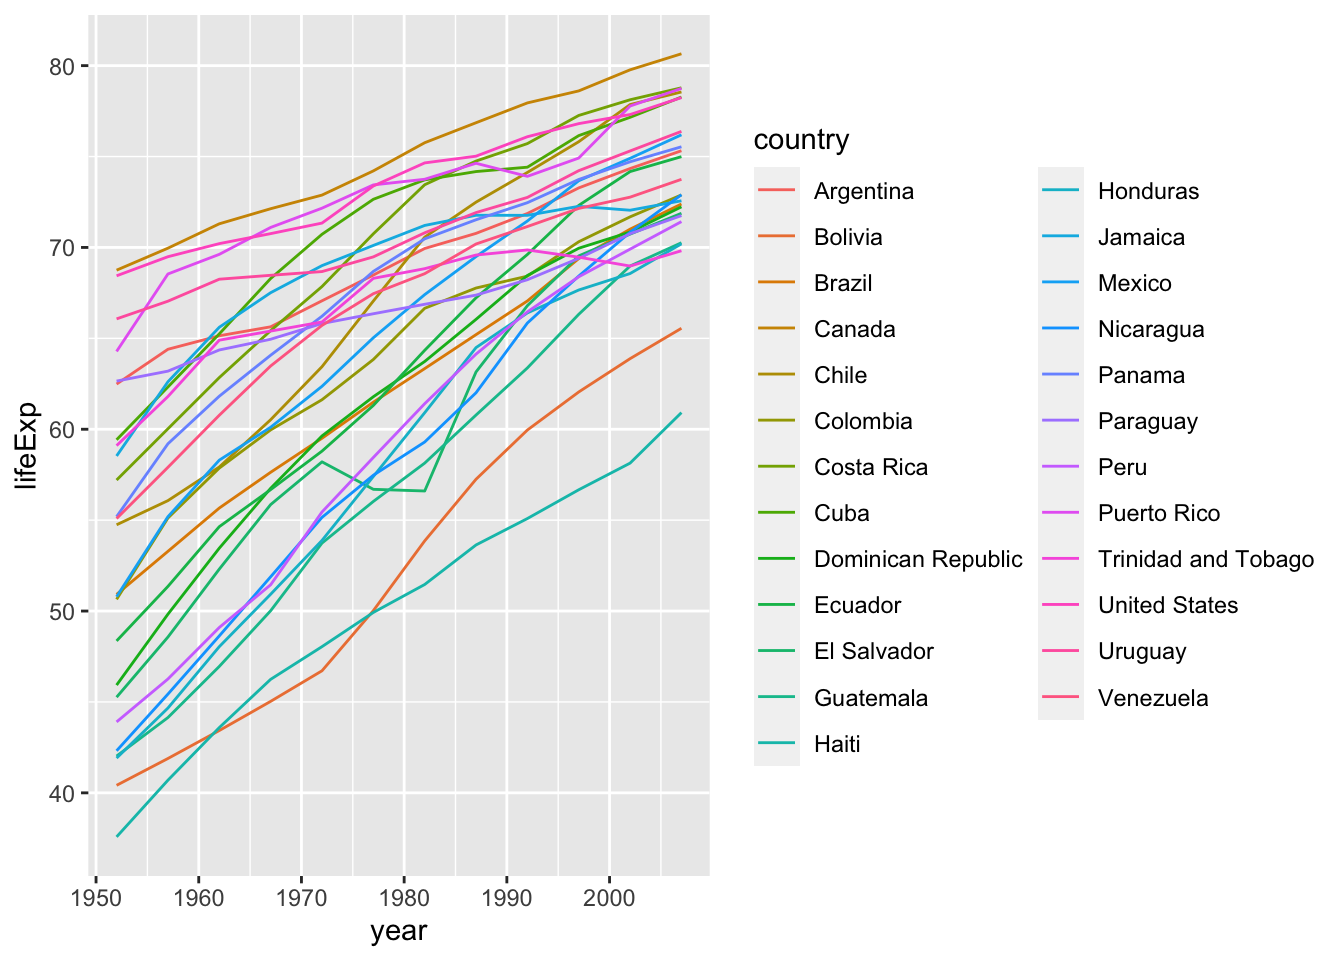 80
70
60
50
40
lifeExp
1950
1960
1970
1980
1990
2000
year
country
Argentina
Bolivia
Brazil
Canada
Chile
Colombia
Costa Rica
Cuba
Dominican Republic
Ecuador
El Salvador
Guatemala
Haiti
Honduras
Jamaica
Mexico
Nicaragua
Panama
Paraguay
Peru
Puerto Rico
Trinidad and Tobago
United States
Uruguay
Venezuela